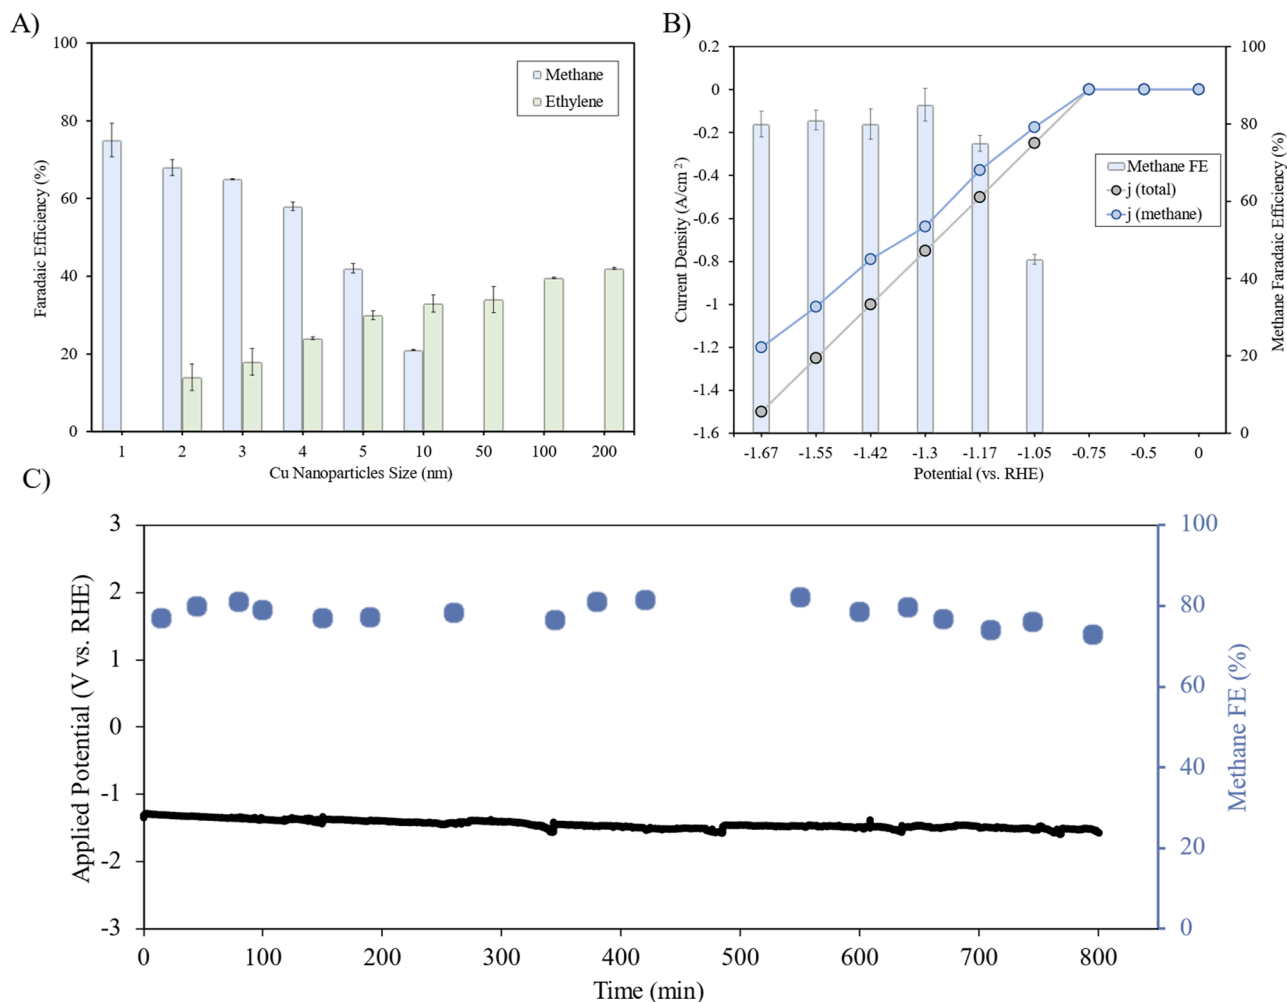 A)
100
80
60
40
20
0
Faradaic Efficiency (%)
Methane
Ethylene
1 2 3 4 5 10 50 100 200
Cu Nanoparticles Size (nm)
B)
0.2
0
-0.2
-0.4
-0.6
-0.8
-1
-1.2
-1.4
-1.6
Current Density (A/cm²)
Methane FE
j (total)
j (methane)
100
80
60
40
20
0
Methane Faradaic Efficiency (%)
-1.67 -1.55 -1.42 -1.3 -1.17 -1.05 -0.75 -0.5 0
Potential (vs. RHE)
C)
3
2
1
0
-1
-2
-3
Applied Potential (V vs. RHE)
100
80
60
40
20
0
Methane FE (%)
0 100 200 300 400 500 600 700 800
Time (min)